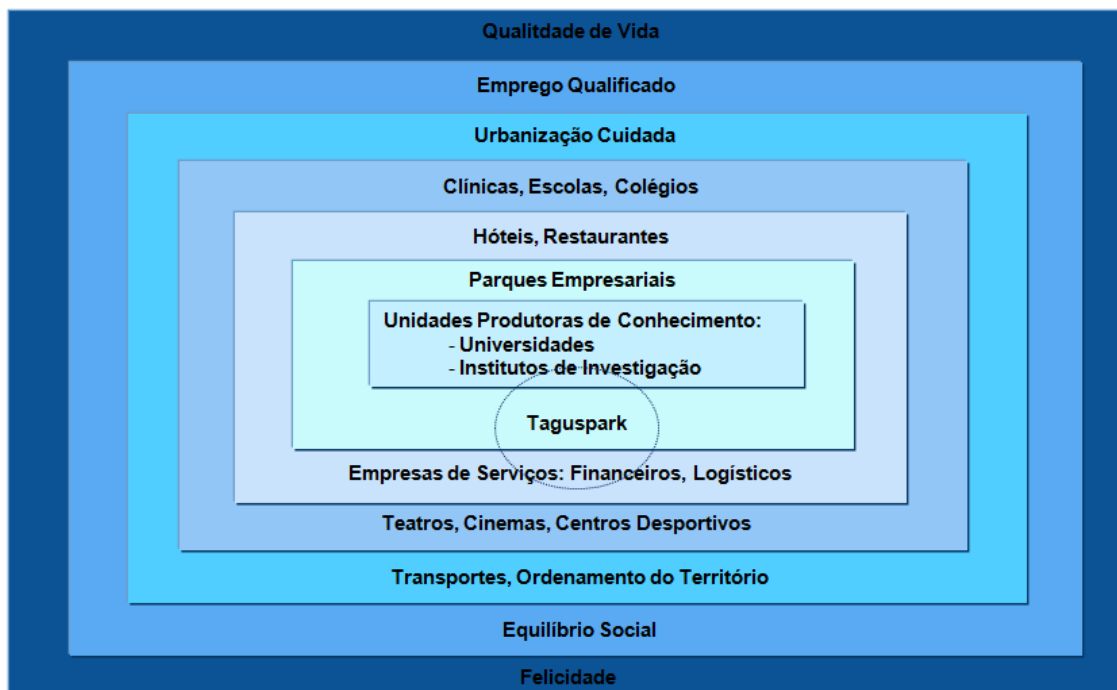 Qualitdade de Vida
Emprego Qualificado
Urbanização Cuidada
Clínicas, Escolas, Colégios
Hóteis, Restaurantes
Parques Empresariais
Unidades Produtoras de Conhecimento:
- Universidades
- Institutos de Investigação
Taguspark
Empresas de Serviços: Financeiros, Logísticos
Teatros, Cinemas, Centros Desportivos
Transportes, Ordenamento do Território
Equilíbrio Social
Felicidade